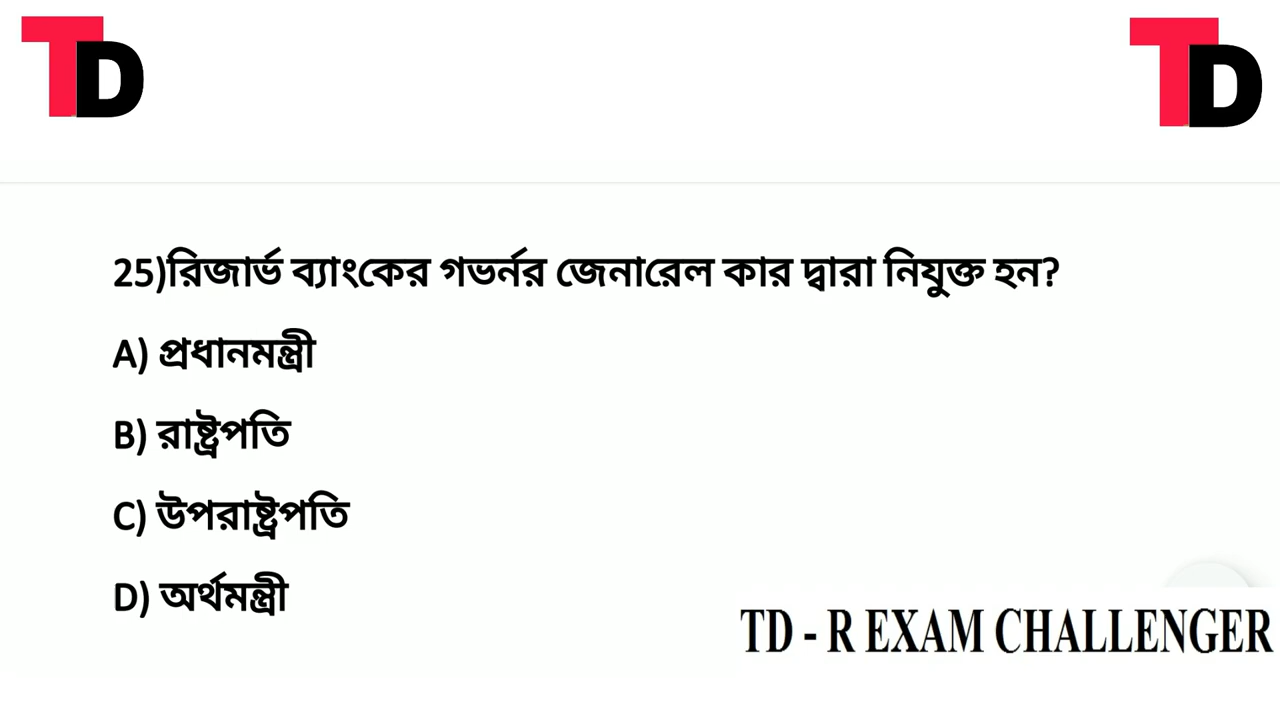 TD
TD
25)রিজার্ভ ব্যাংকের গভর্নর জেনারেল কার দ্বারা নিযুক্ত হন?
A) প্রধানমন্ত্রী
B) রাষ্ট্রপতি
C) উপরাষ্ট্রপতি
D) অর্থমন্ত্রী
TD - R EXAM CHALLENGER